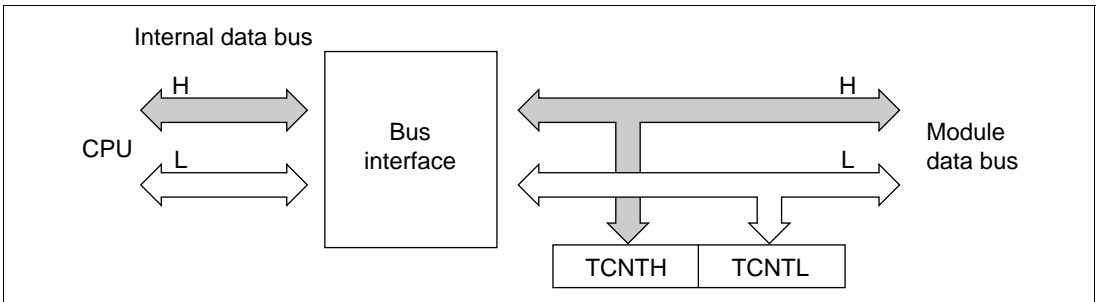 Internal data bus
H
H
CPU
Bus
interface
Module
data bus
L
L
TCNTH
TCNTL